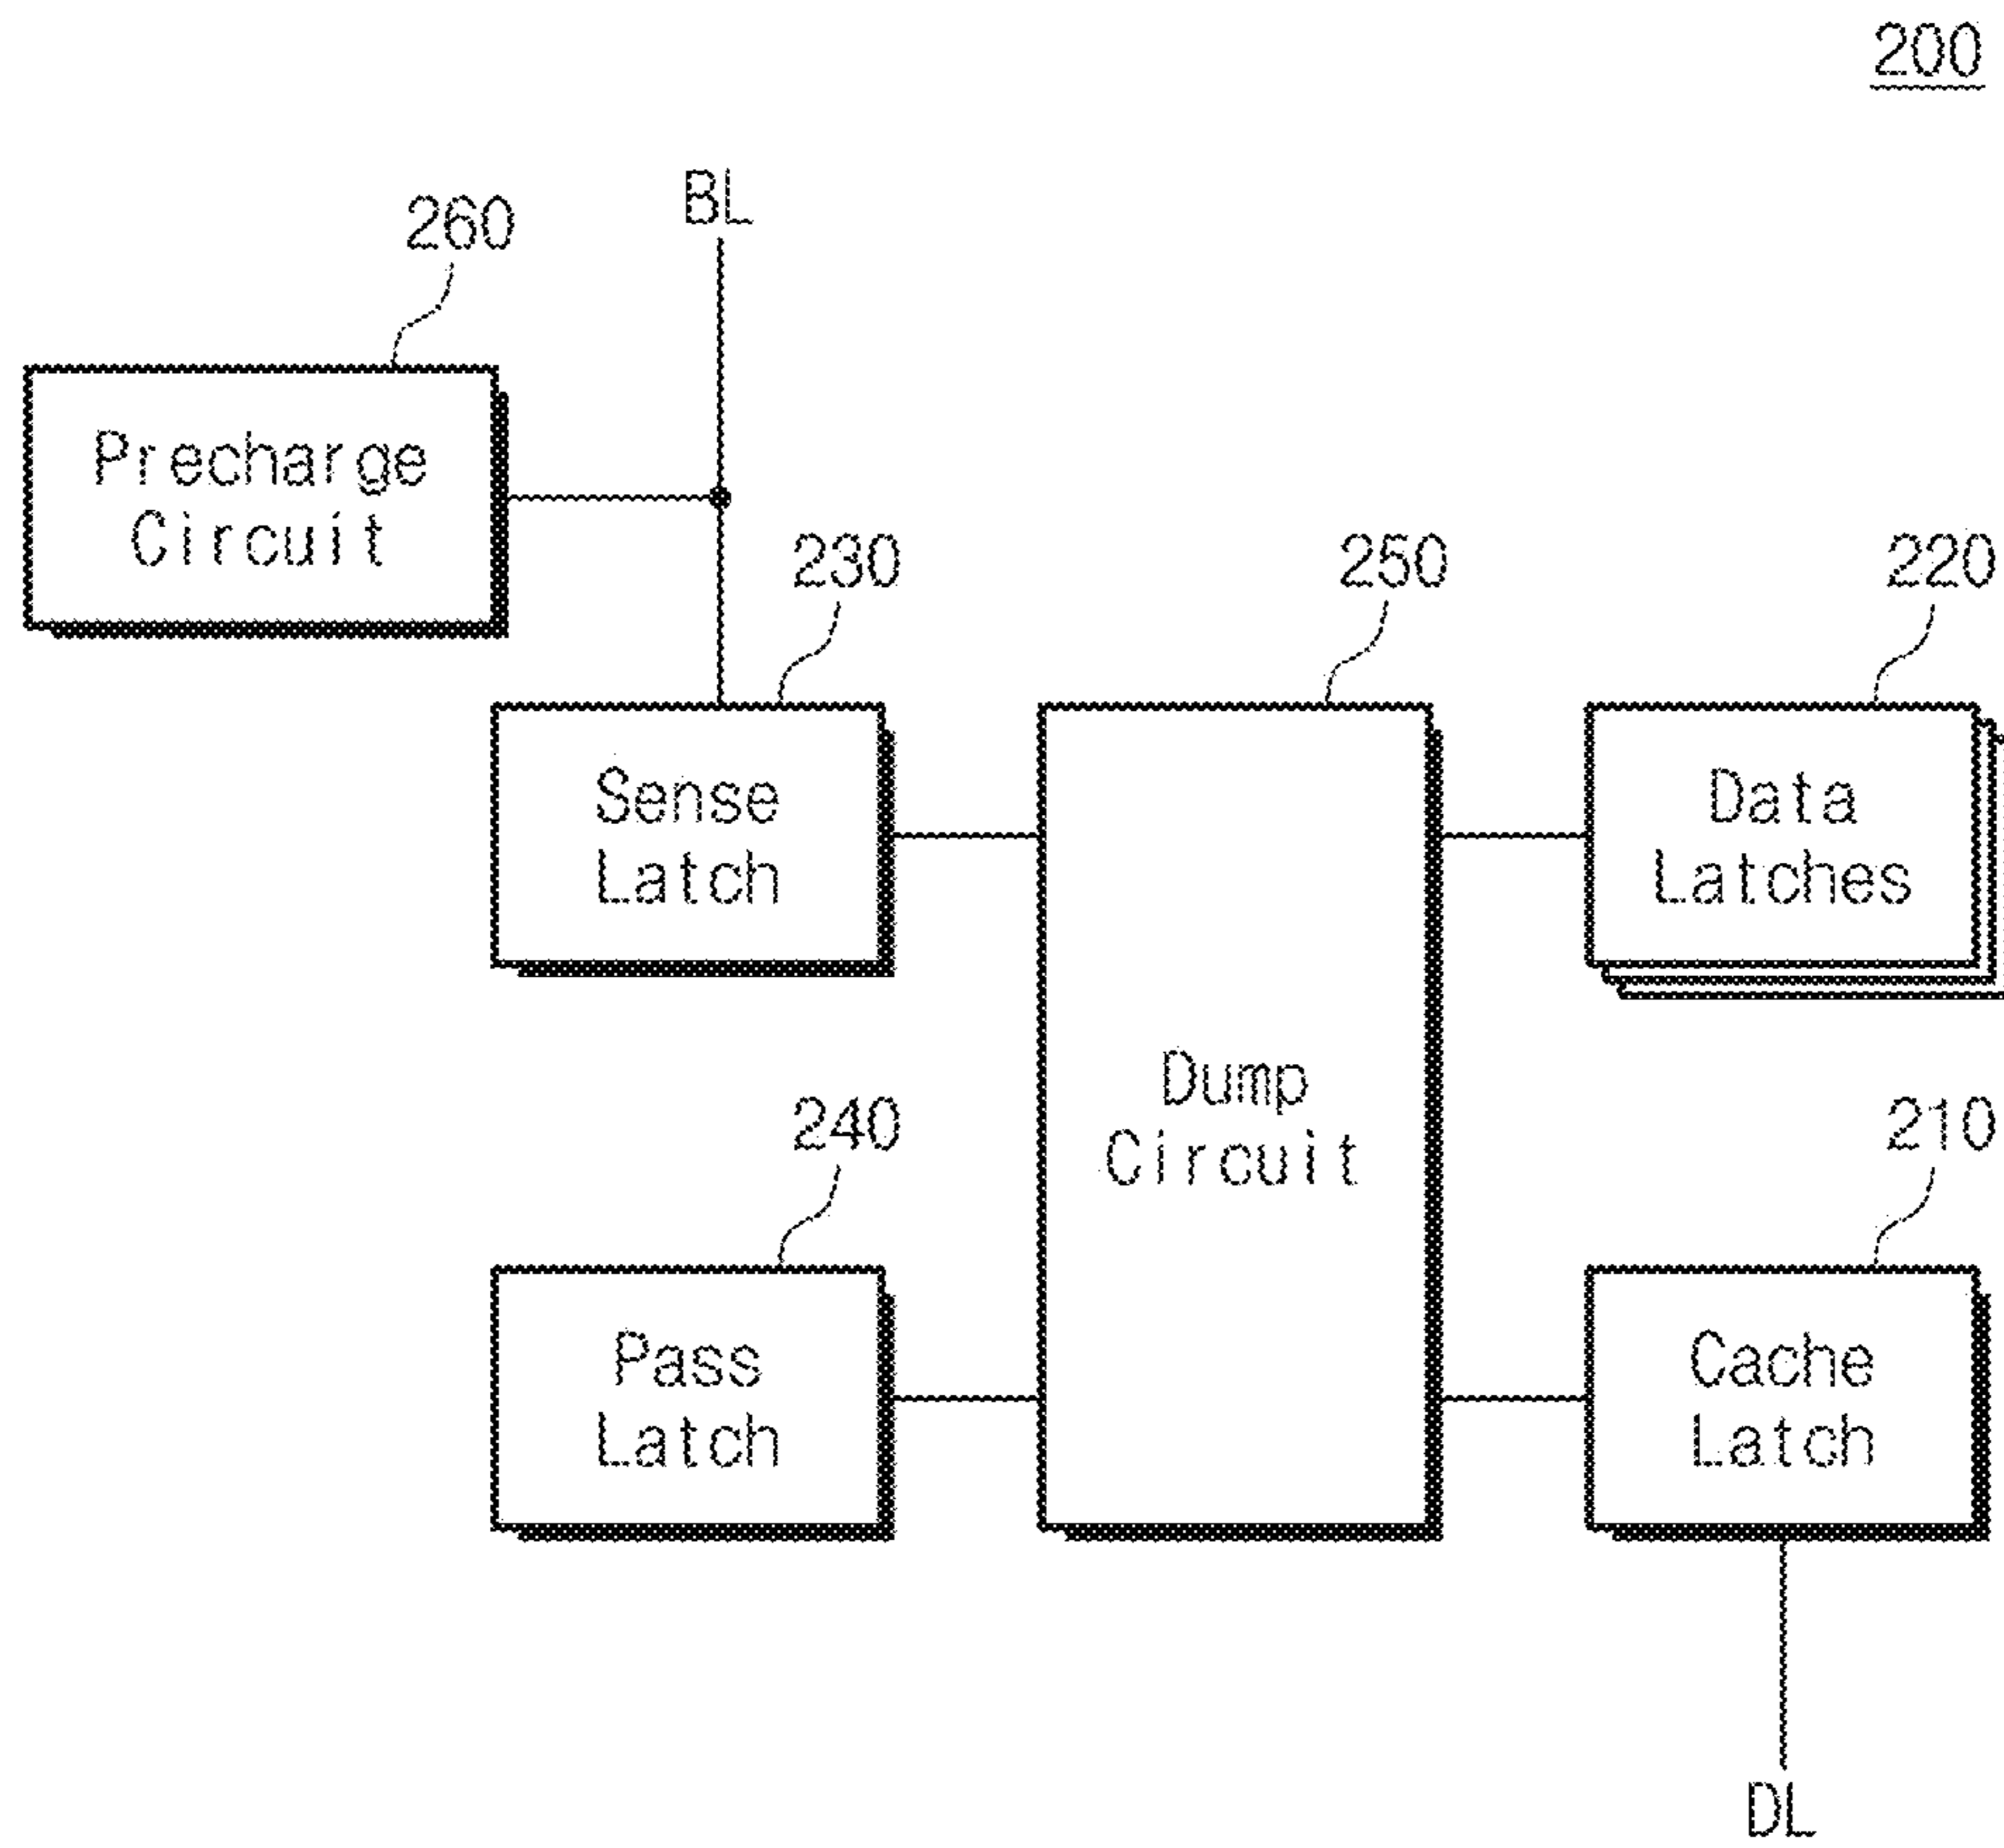 200
BL
260
Precharge
Circuit
230
250
220
Sense
Latch
Data
Latches
Dump
Circuit
240
210
Pass
Latch
Cache
Latch
DL